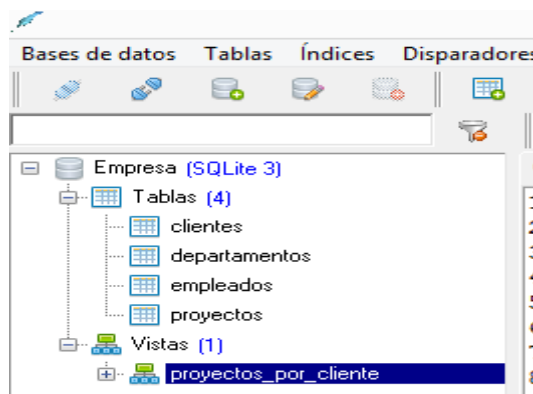 Bases de datos Tablas Índices Disparadores
Empresa (SQLite 3)
Tablas (4)
clientes
departamentos
empleados
proyectos
Vistas (1)
proyectos_por_cliente